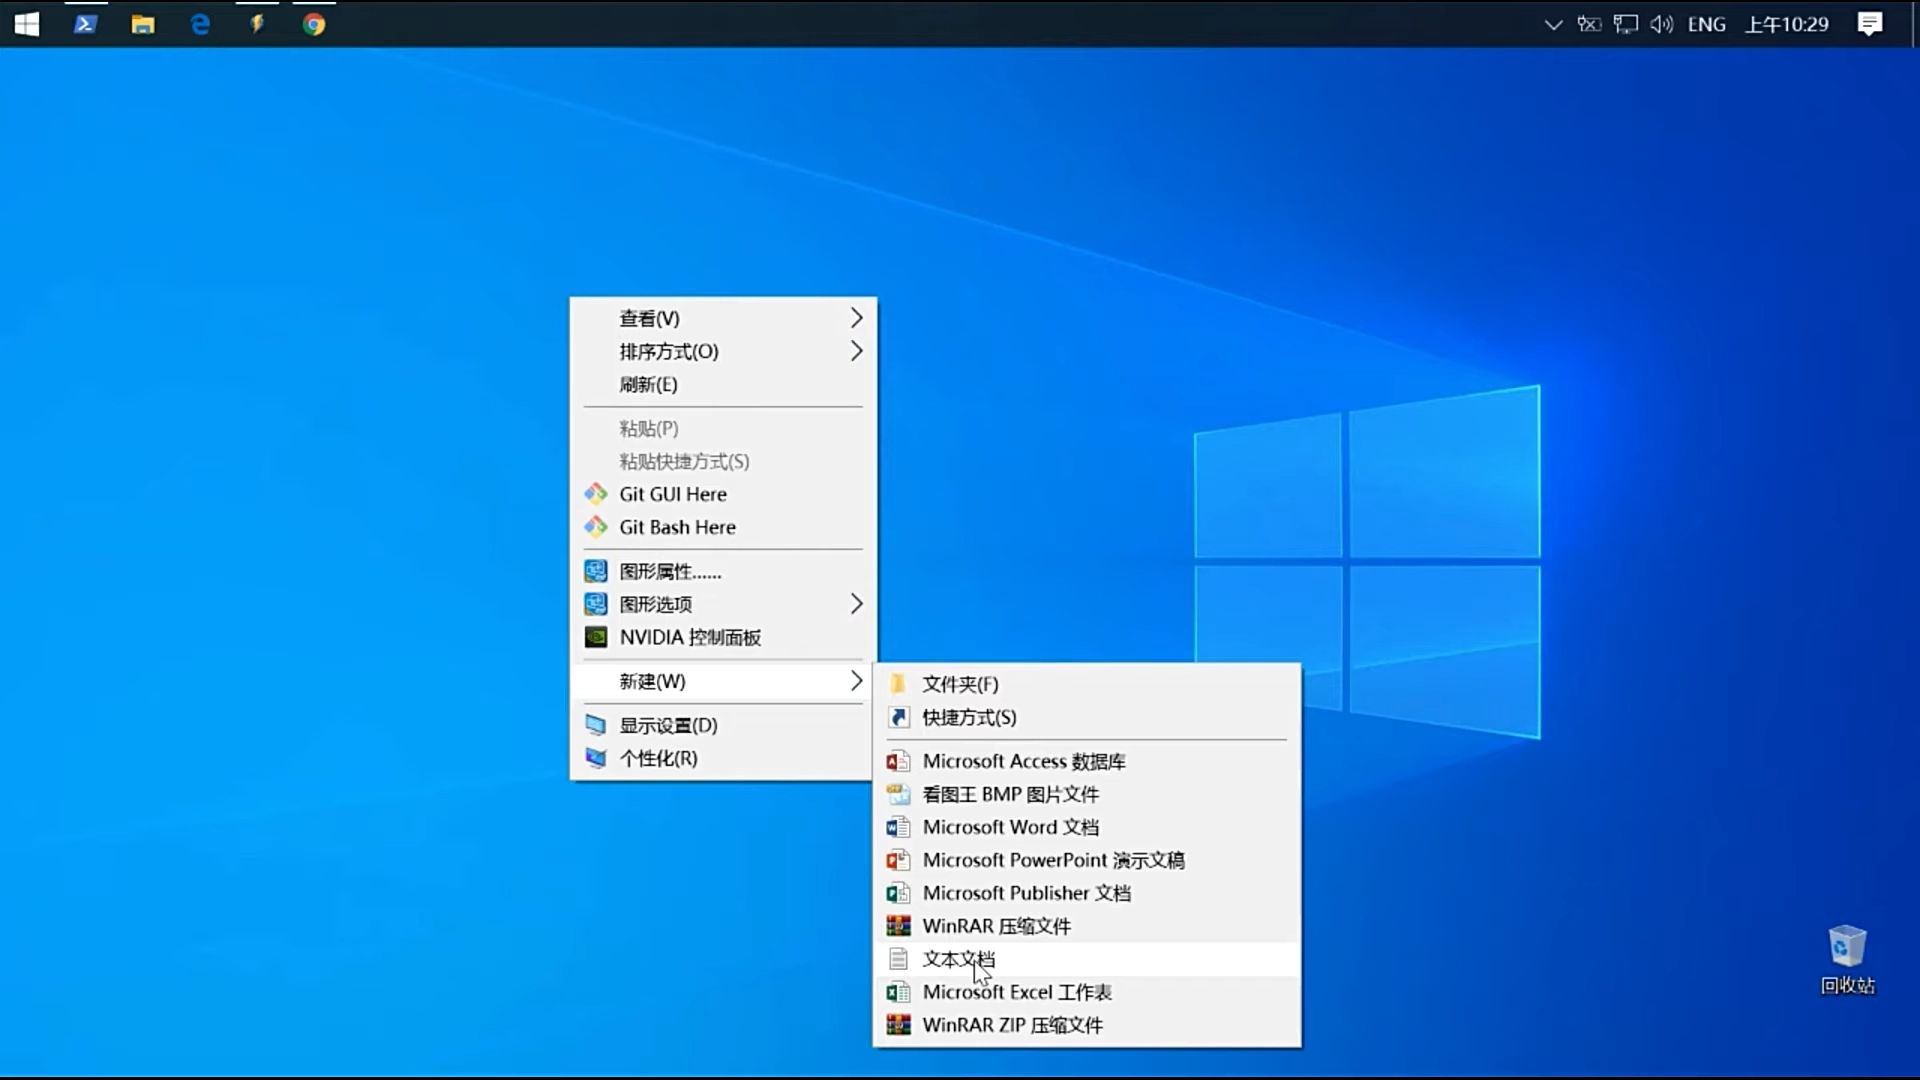 ENG 上午10:29
查看(V)
排序方式(O)
刷新(E)
粘贴(P)
粘贴快捷方式(S)
Git GUI Here
Git Bash Here
图形属性......
图形选项
NVIDIA 控制面板
新建(W)
显示设置(D)
个性化(R)
文件夹(F)
快捷方式(S)
Microsoft Access 数据库
看图王 BMP 图片文件
Microsoft Word 文档
Microsoft PowerPoint 演示文稿
Microsoft Publisher 文档
WinRAR 压缩文件
文本文档
Microsoft Excel 工作表
WinRAR ZIP 压缩文件
回收站